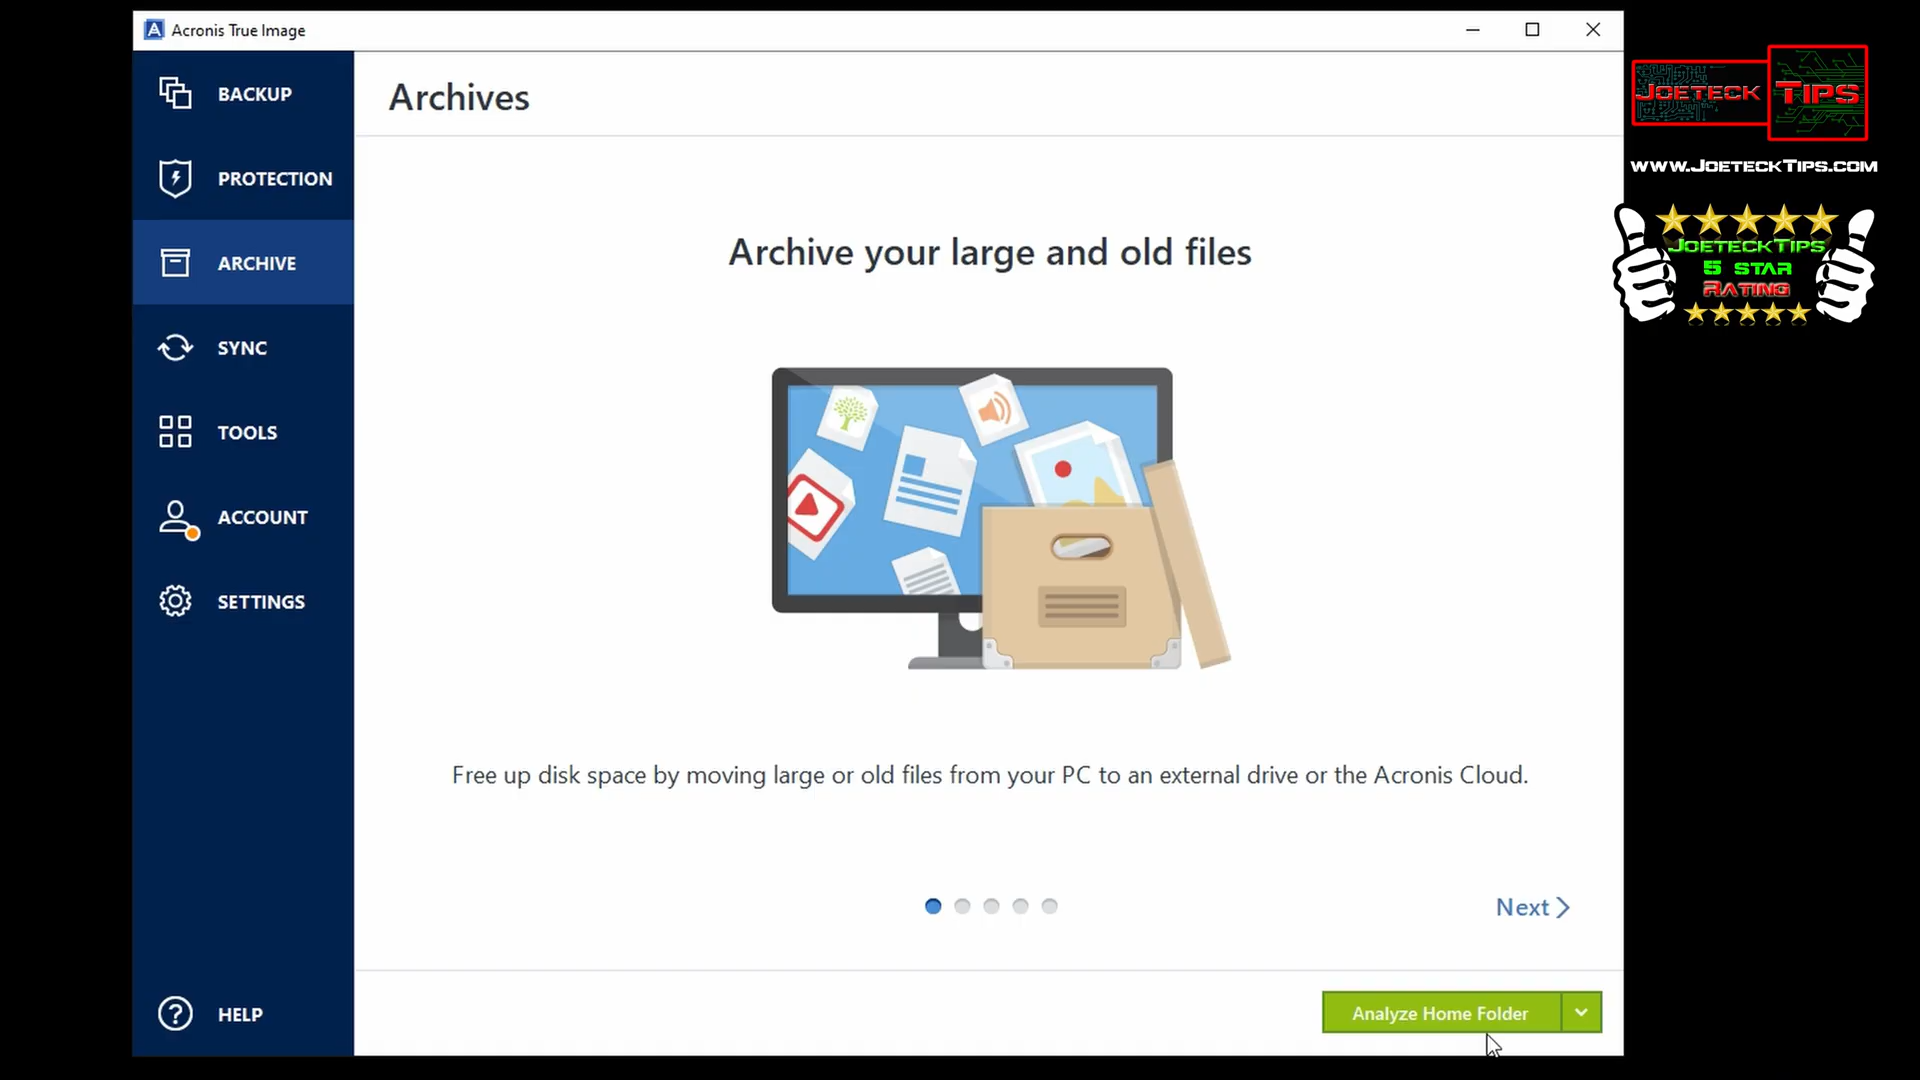 Acronis True Image
BACKUP
PROTECTION
ARCHIVE
SYNC
TOOLS
ACCOUNT
SETTINGS
HELP
Archives
Archive your large and old files
Free up disk space by moving large or old files from your PC to an external drive or the Acronis Cloud.
Next
Analyze Home Folder
Joeteck Tips
www.JoeteckTips.com
JoeteckTips
5 Star
Rating